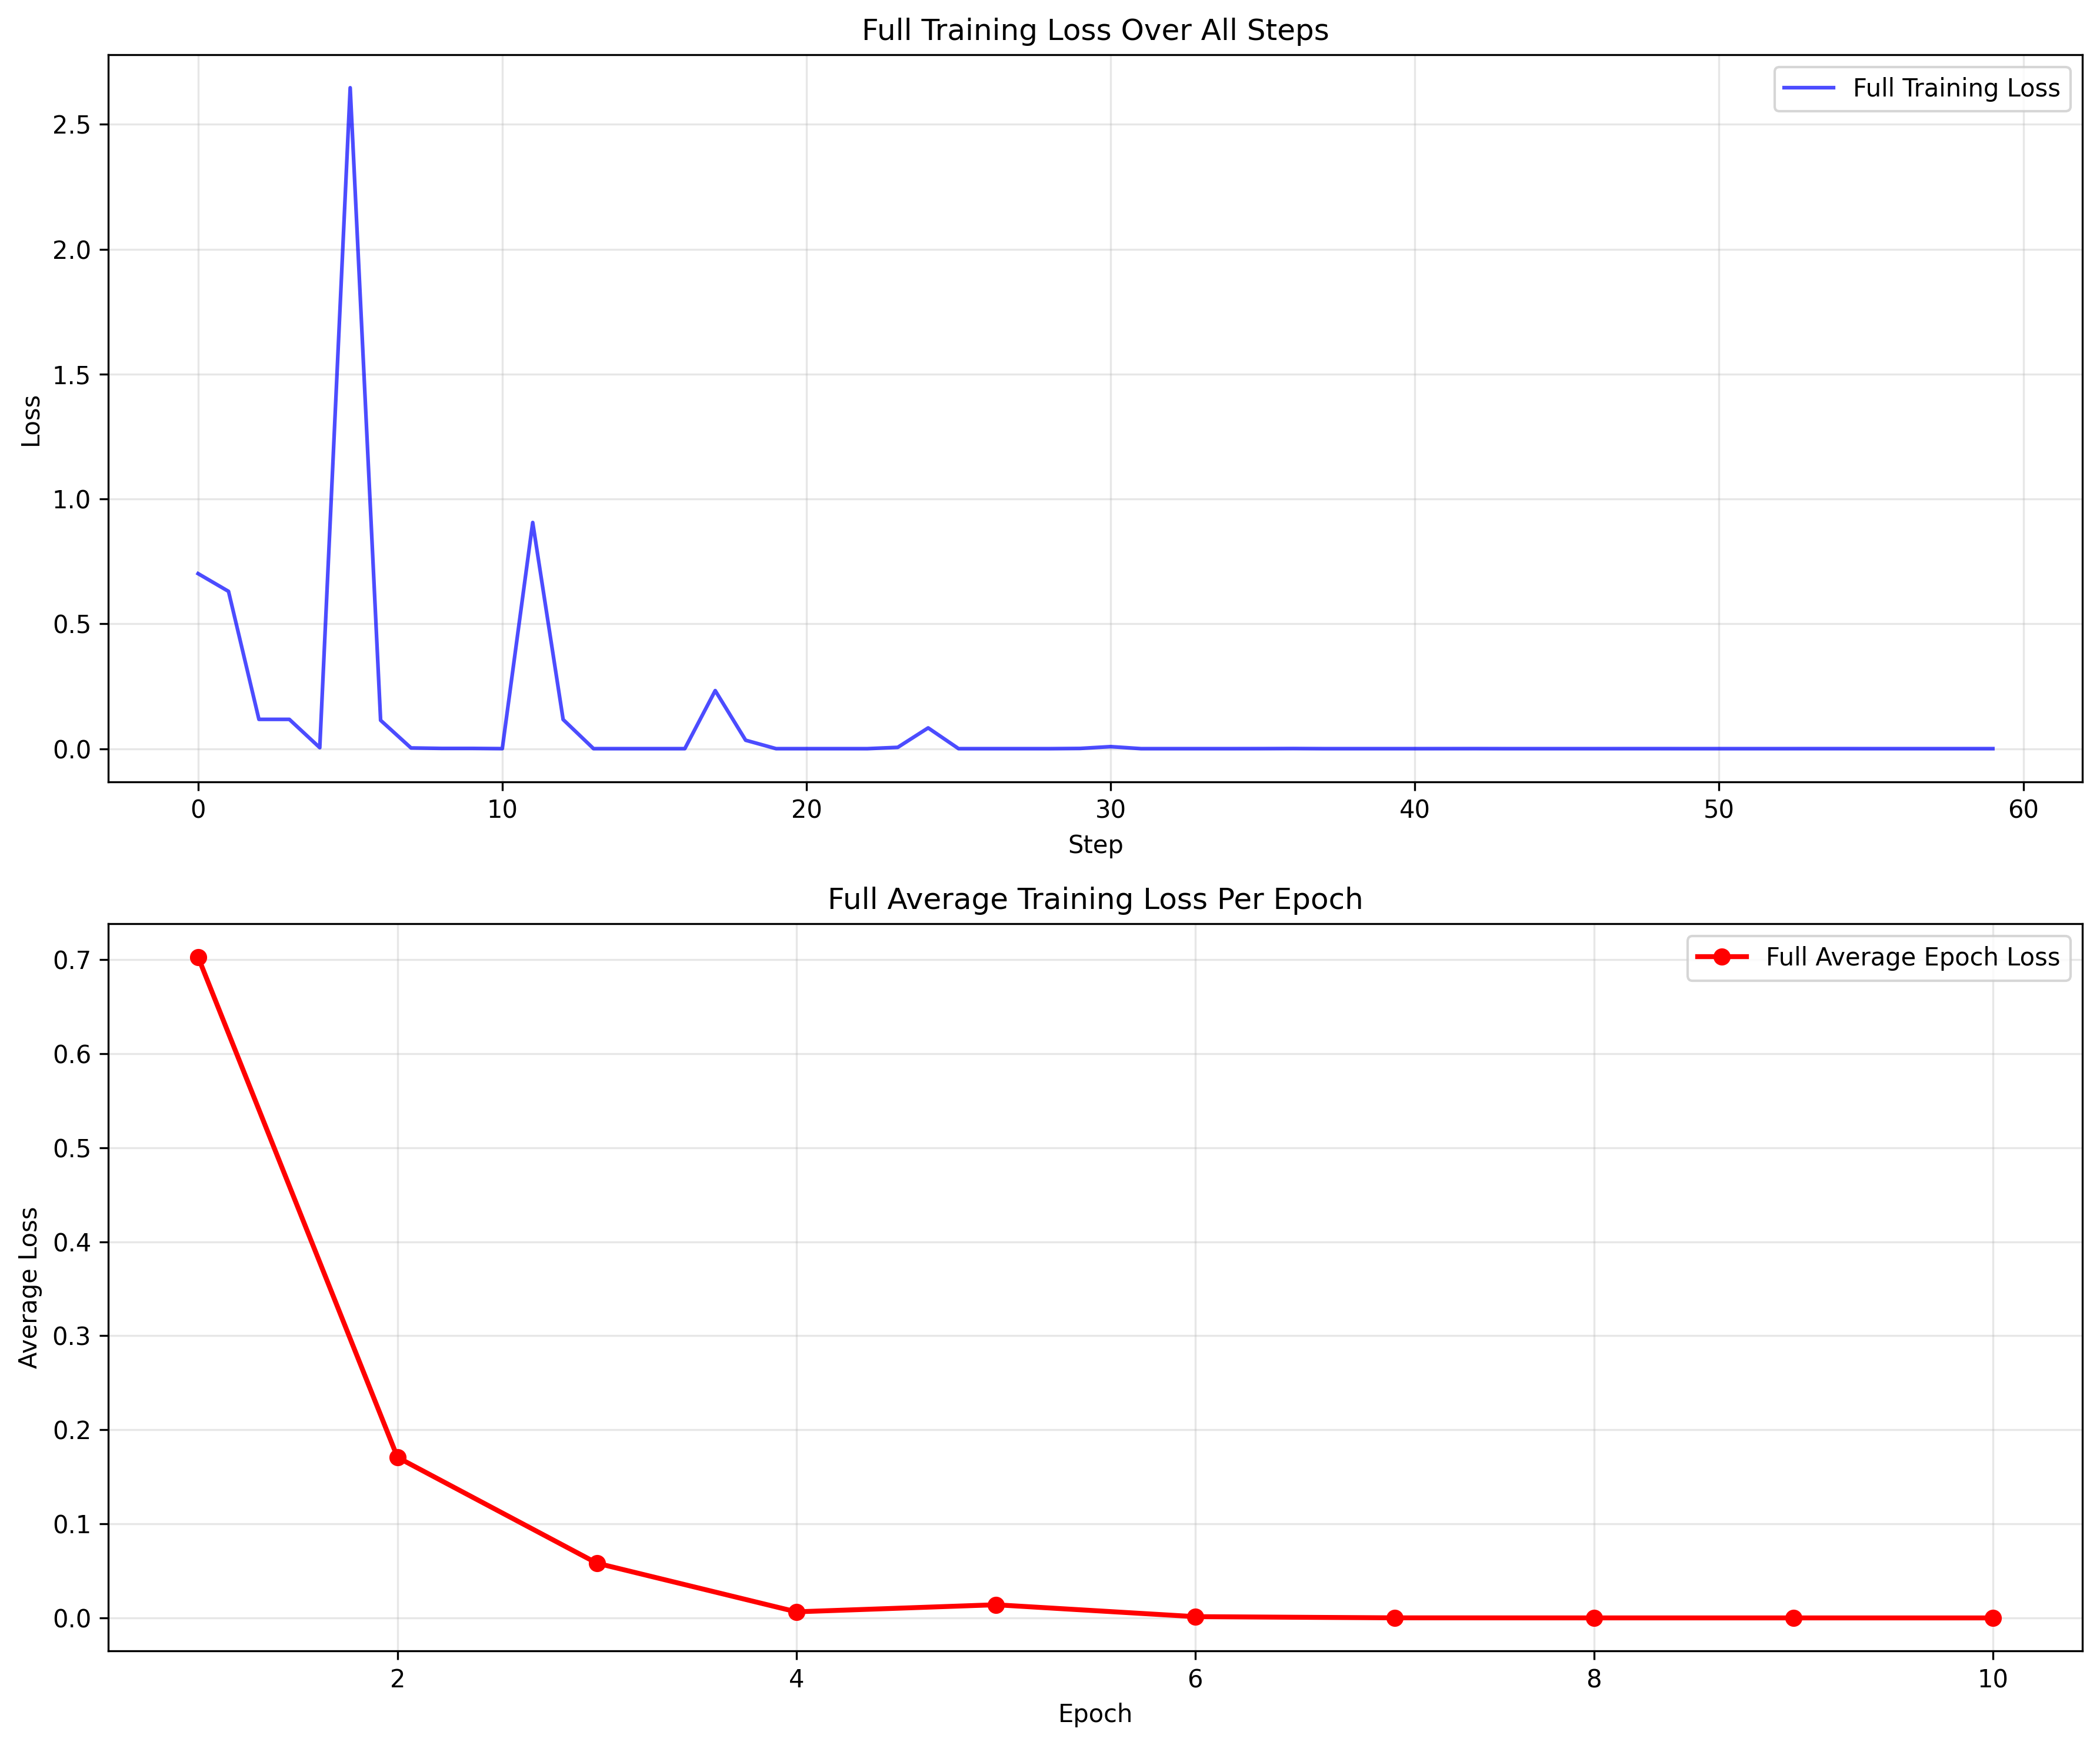 Full Training Loss Over All Steps
Full Training Loss
Loss
2.5
2.0
1.5
1.0
0.5
0.0
0 10 20 30 40 50 60
Step
Full Average Training Loss Per Epoch
Full Average Epoch Loss
Average Loss
0.7
0.6
0.5
0.4
0.3
0.2
0.1
0.0
2 4 6 8 10
Epoch